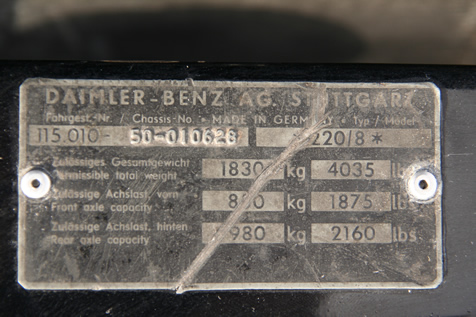 DAIMLER-BENZ AG. STUTTGART
Fahrgest.-Nr. / Chassis-No. • MADE IN GERMANY • Typ / Model
115 010- 50-010628 220/8 *
Zulässiges Gesamtgewicht 1830 kg 4035 lbs
Permissible total weight
Zulässige Achslast, vorn 850 kg 1875 lbs
Front axle capacity
Zulässige Achslast, hinten 980 kg 2160 lbs
Rear axle capacity